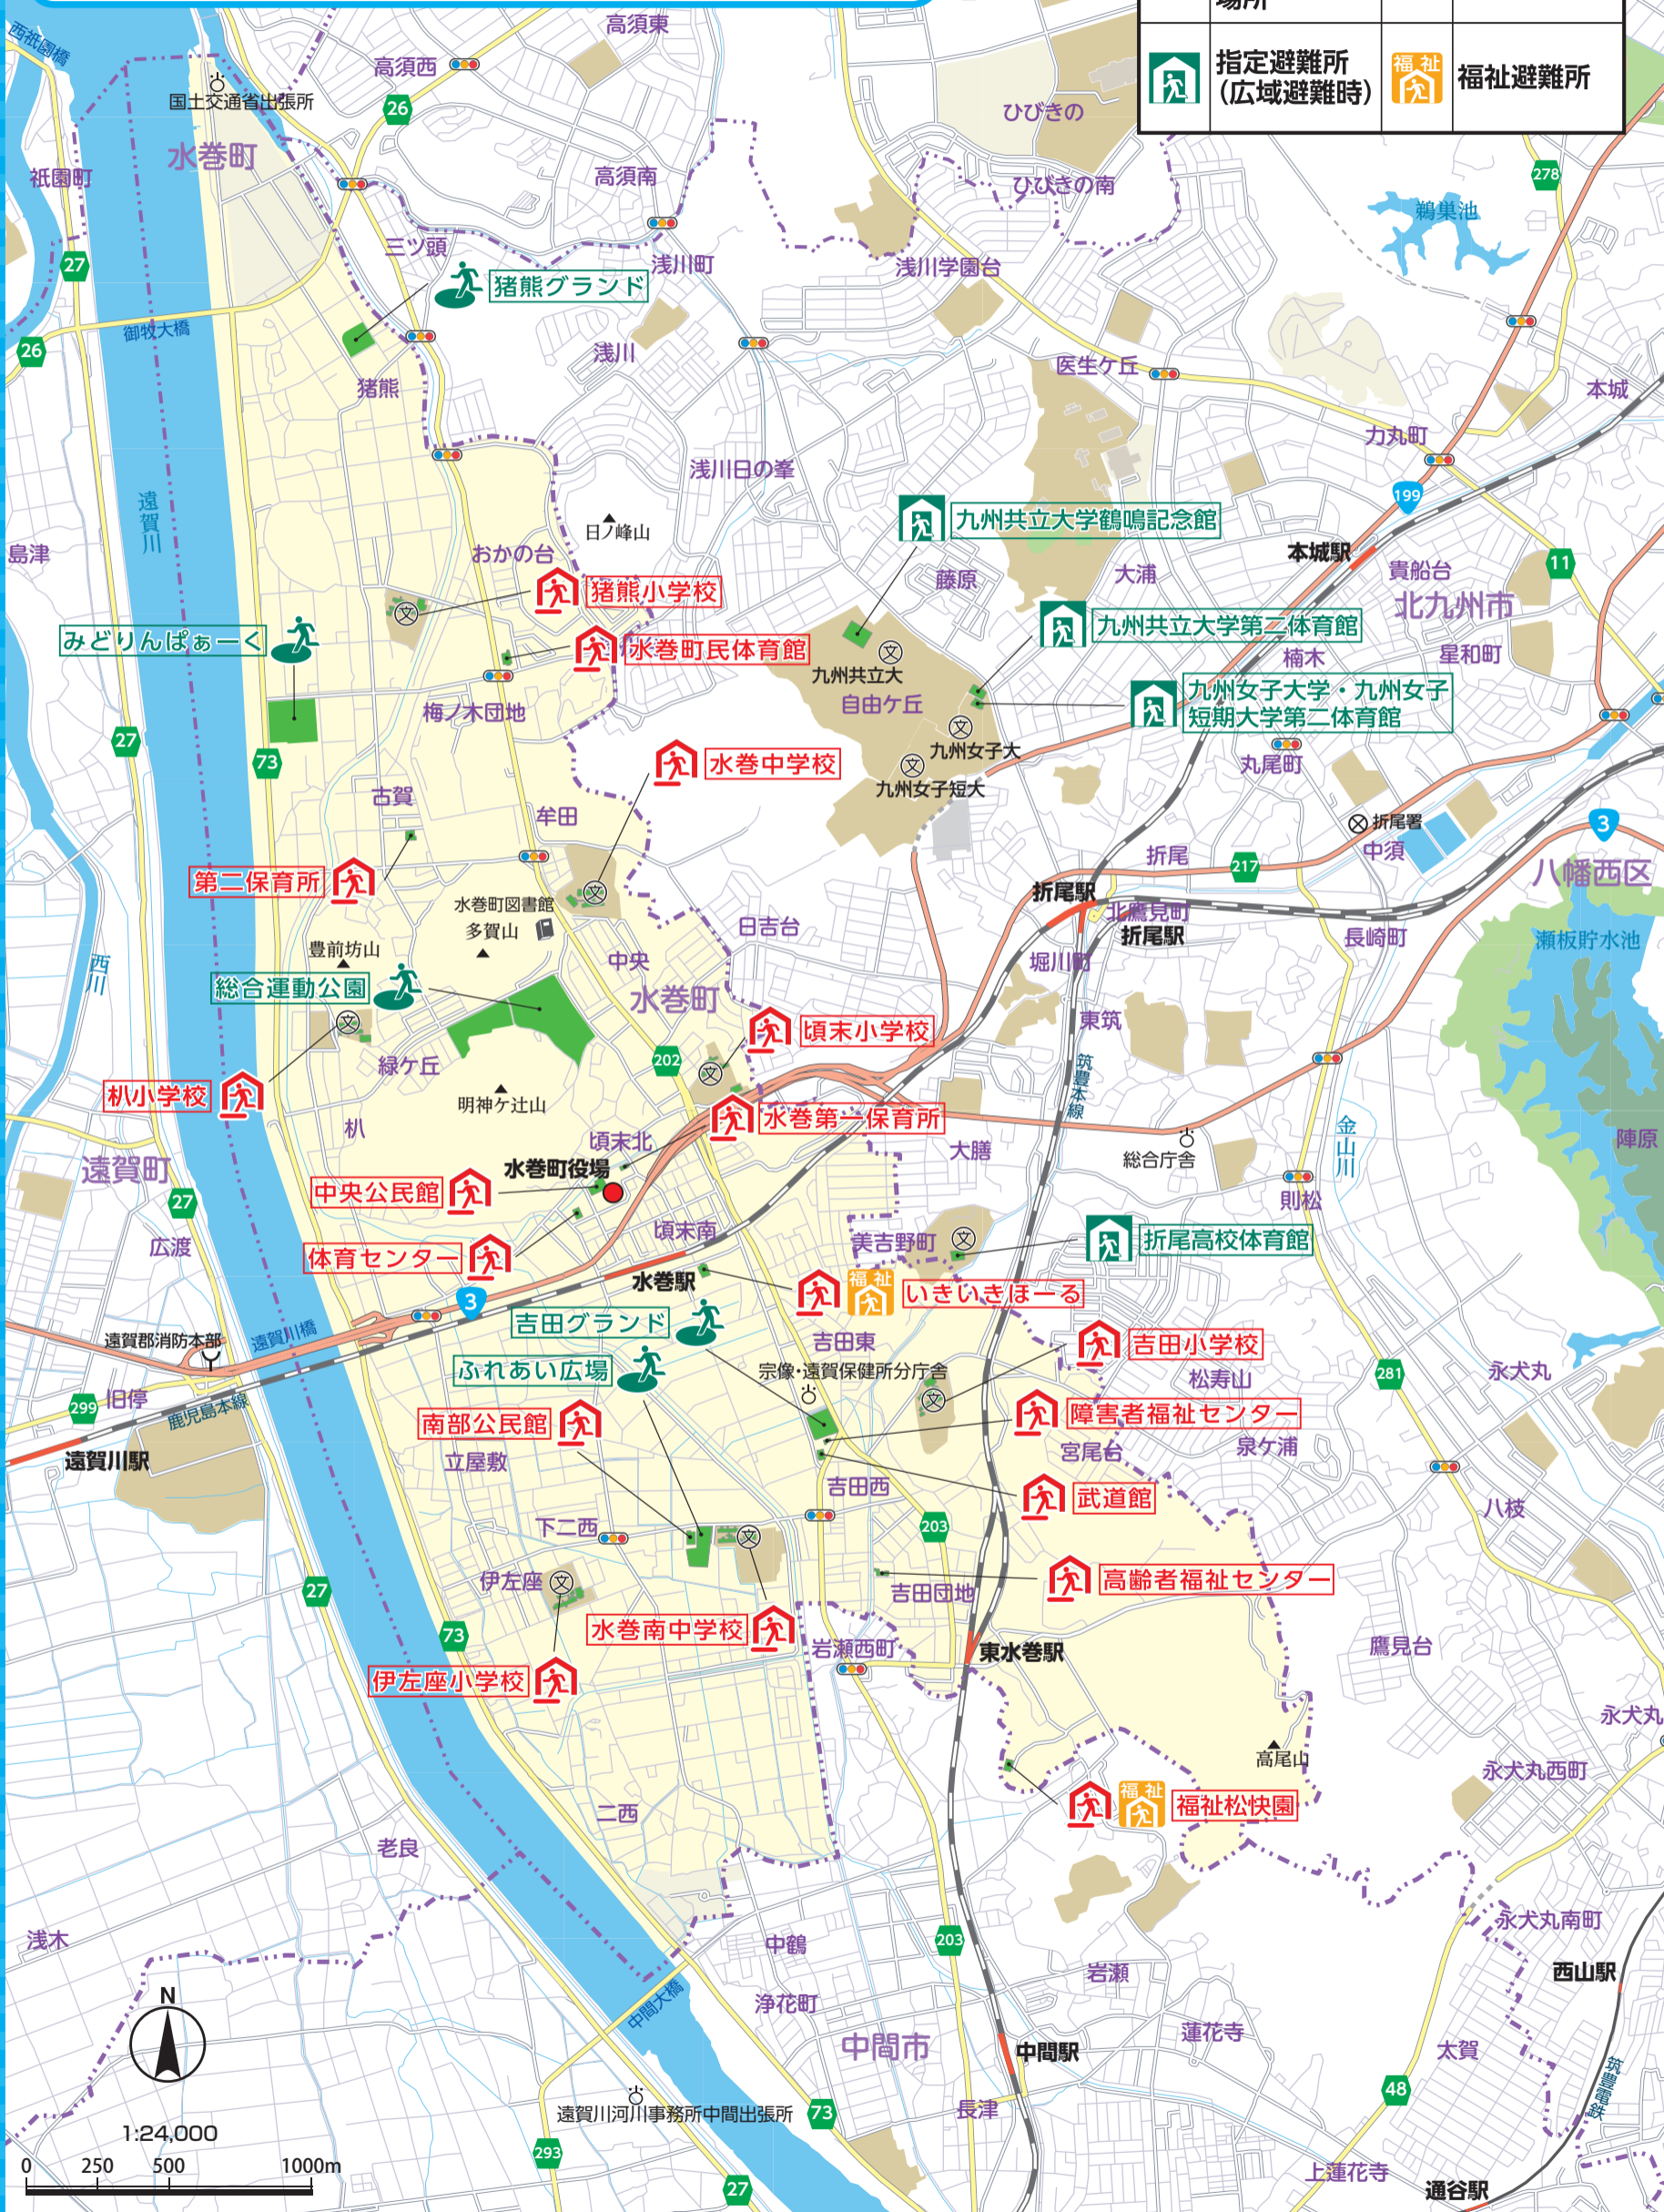 場所
指定避難所
(広域避難時)
福祉
福祉避難所
高須東
西祇園橋
高須西
国土交通省出張所
26
ひびきの
水巻町
祇園町
高須南
ひびきの南
278
鵜巣池
三ツ頭
浅川町
浅川学園台
27
猪熊グランド
御牧大橋
26
浅川
医生ケ丘
猪熊
本城
力丸町
浅川日の峯
199
遠賀川
九州共立大学鶴鳴記念館
日ノ峰山
島津
おかの台
本城駅
11
藤原
大浦
貴船台
猪熊小学校
北九州市
九州共立大学第二体育館
みどりんぱぁーく
水巻町民体育館
楠木
星和町
九州共立大
自由ケ丘
九州女子大学・九州女子
短期大学第二体育館
梅ノ木団地
27
73
九州女子大
丸尾町
水巻中学校
九州女子短大
古賀
牟田
折尾署
3
中須
折尾
217
第二保育所
八幡西区
折尾駅
水巻町図書館
北鷹見町
多賀山
日吉台
折尾駅
長崎町
瀬板貯水池
豊前坊山
中央
堀川町
西川
総合運動公園
水巻町
頃末小学校
東筑
緑ケ丘
202
筑豊本線
朳小学校
明神ケ辻山
水巻第一保育所
朳
頃末北
大膳
金山川
陣原
総合庁舎
遠賀町
水巻町役場
中央公民館
27
則松
頃末南
広渡
美吉野町
折尾高校体育館
体育センター
水巻駅
福祉
いきいきほーる
3
吉田グランド
遠賀川橋
遠賀郡消防本部
吉田東
吉田小学校
ふれあい広場
宗像・遠賀保健所分庁舎
松寿山
281
永犬丸
299
旧停
鹿児島本線
南部公民館
障害者福祉センター
遠賀川駅
立屋敷
宮尾台
泉ケ浦
吉田西
武道館
八枝
下二西
203
伊左座
高齢者福祉センター
27
吉田団地
水巻南中学校
73
岩瀬西町
東水巻駅
鷹見台
伊左座小学校
永犬丸
高尾山
永犬丸西町
福祉
福祉松快園
二西
老良
永犬丸南町
浅木
中鶴
203
岩瀬
西山駅
N
浄花町
中間大橋
蓮花寺
中間市
中間駅
太賀
48
筑豊電鉄
遠賀川河川事務所中間出張所
73
長津
1:24,000
293
0 250 500 1000m
27
上蓮花寺
通谷駅